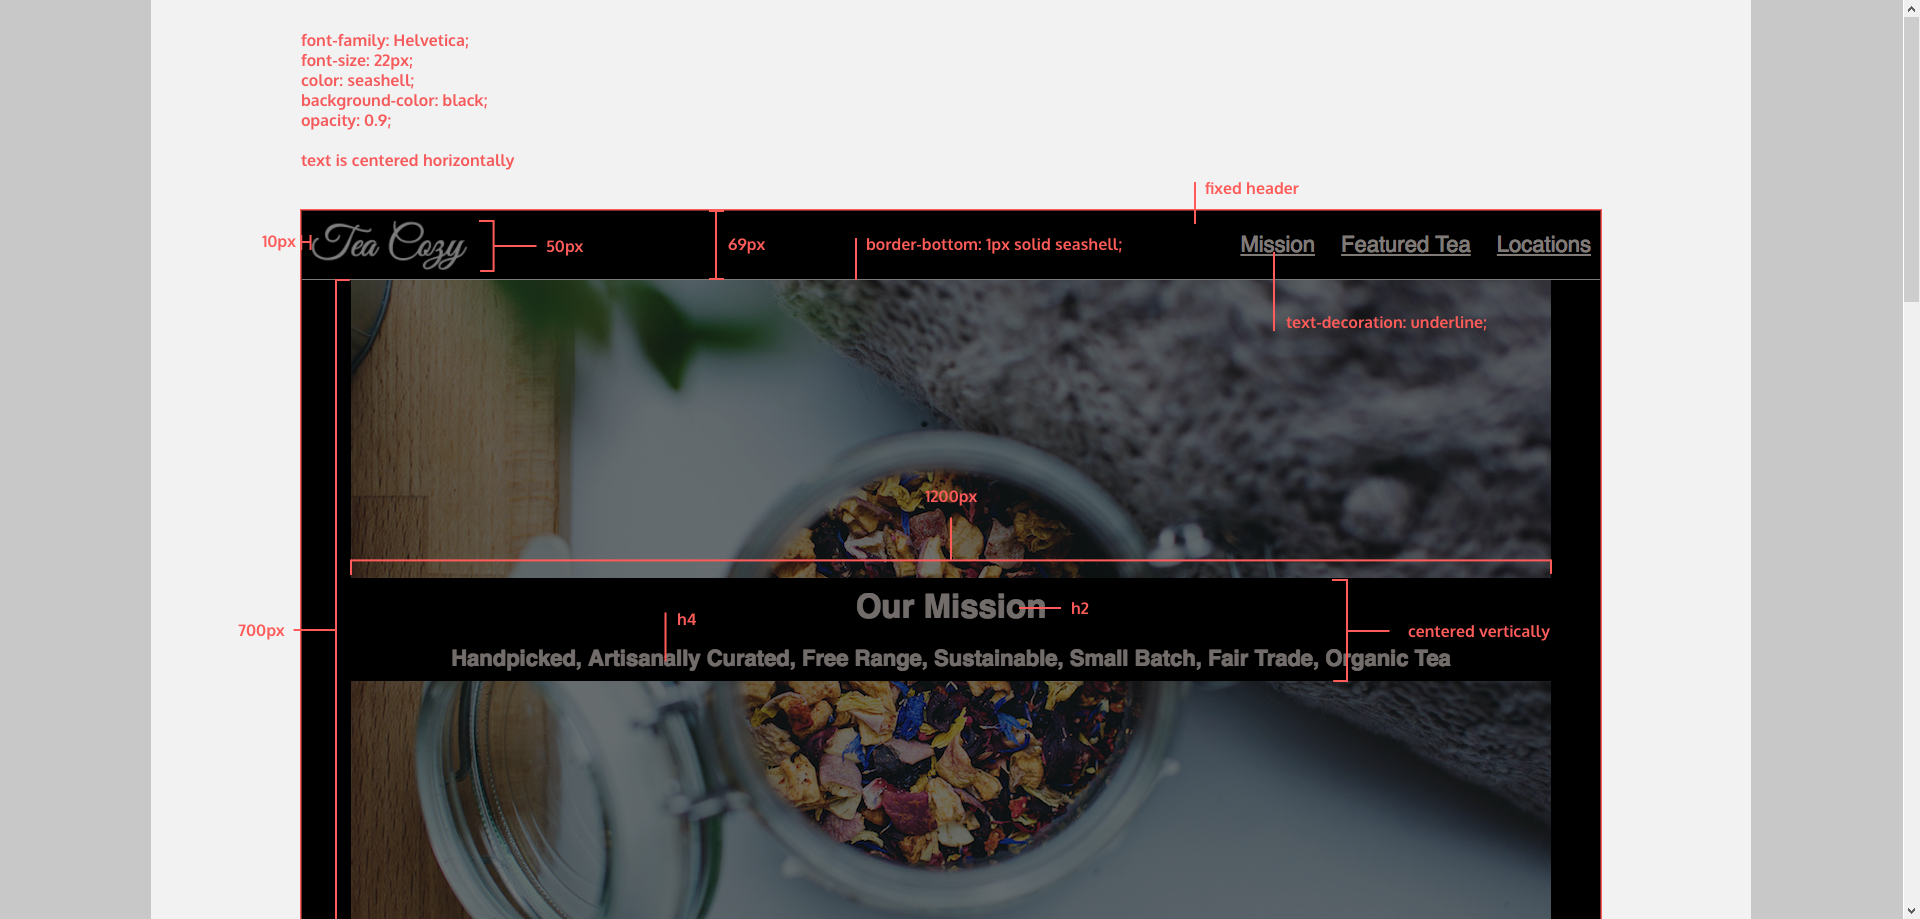 font-family: Helvetica;
font-size: 22px;
color: seashell;
background-color: black;
opacity: 0.9;
text is centered horizontally
fixed header
10px
Tea Cozy
50px
69px
border-bottom: 1px solid seashell;
Mission
Featured Tea
Locations
text-decoration: underline;
1200px
Our Mission
h2
h4
700px
centered vertically
Handpicked, Artisanally Curated, Free Range, Sustainable, Small Batch, Fair Trade, Organic Tea